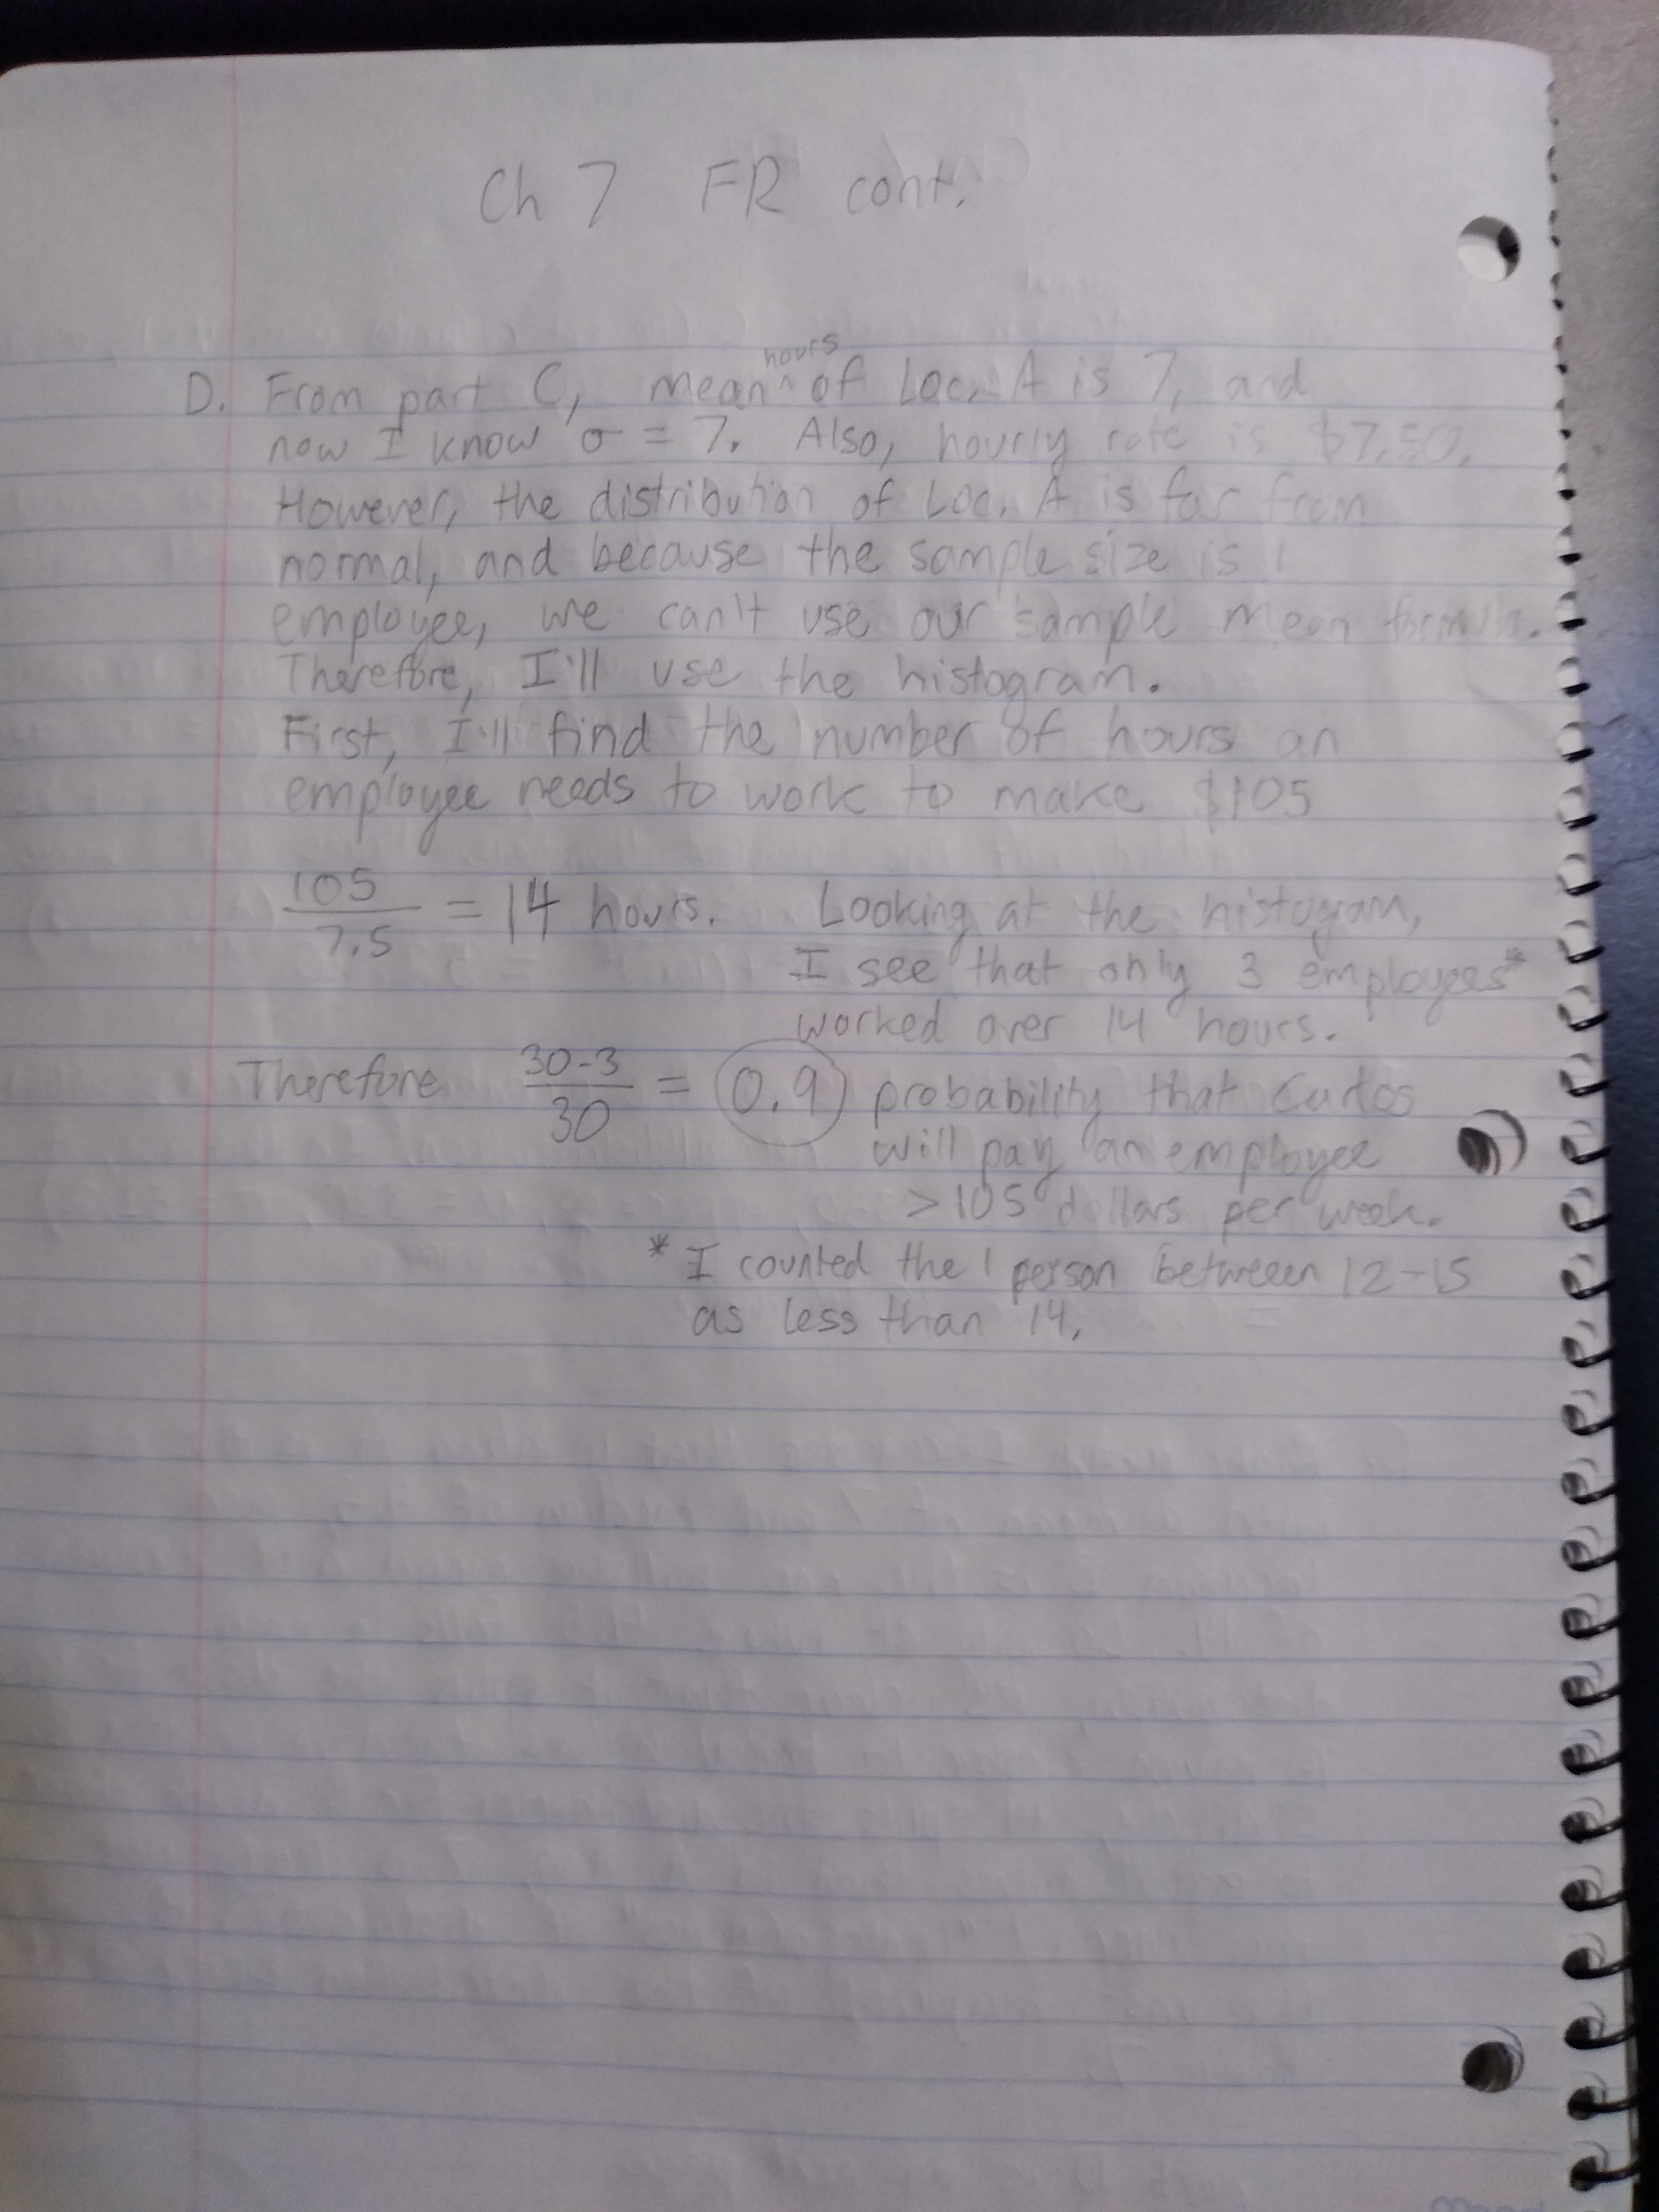 Ch 7 FR cont.
hours
D. From part C, mean ^ of Loc. A is 7, and
now I know σ = 7. Also, hourly rate is $7.50.
However, the distribution of Loc. A is far from
normal, and because the sample size is 1
employee, we can't use our sample mean formula.
Therefore, I'll use the histogram.
First, I'll find the number of hours an
employee needs to work to make $105
105/7.5 = 14 hours. Looking at the histogram,
I see that only 3 employees*
worked over 14 hours.
Therefore 30-3/30 = 0.9 probability that
will pay an employee
>105 dollars per week.
* I counted the 1 person between 12-15
as less than 14.